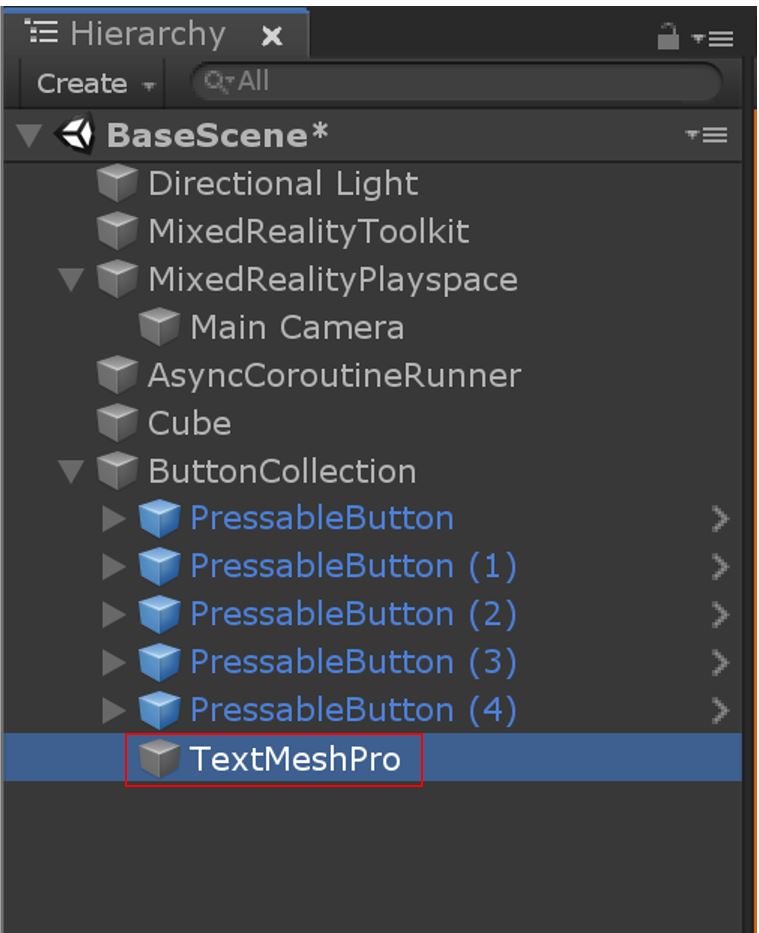 Hierarchy
Create
All
BaseScene*
Directional Light
MixedRealityToolkit
MixedRealityPlayspace
Main Camera
AsyncCoroutineRunner
Cube
ButtonCollection
PressableButton
PressableButton (1)
PressableButton (2)
PressableButton (3)
PressableButton (4)
TextMeshPro